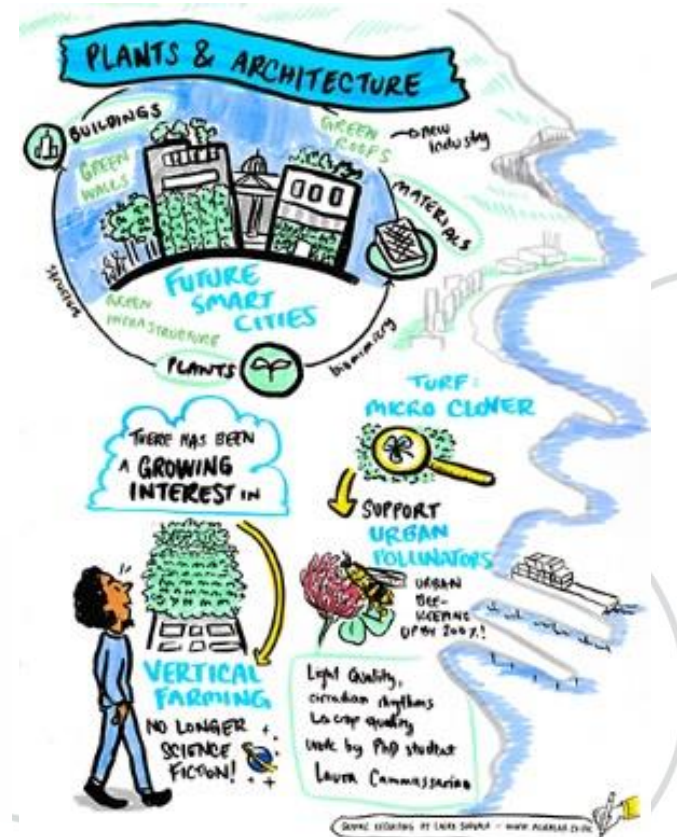 PLANTS & ARCHITECTURE
BUILDINGS
GREEN
ROOFS
new
industry
GREEN
WALLS
MATERIALS
FUTURE
SMART
CITIES
GREEN
INFRASTRUCTURE
PLANTS
biomimicry
TURF:
MICRO CLOVER
THERE HAS BEEN
A GROWING
INTEREST IN
SUPPORT
URBAN
POLLINATORS
URBAN
BEE-
KEEPING
UP BY 200%!
VERTICAL
FARMING
NO LONGER
SCIENCE
FICTION!
Light Quality,
circadian rhythms
crop quality
work by PhD student
Laura